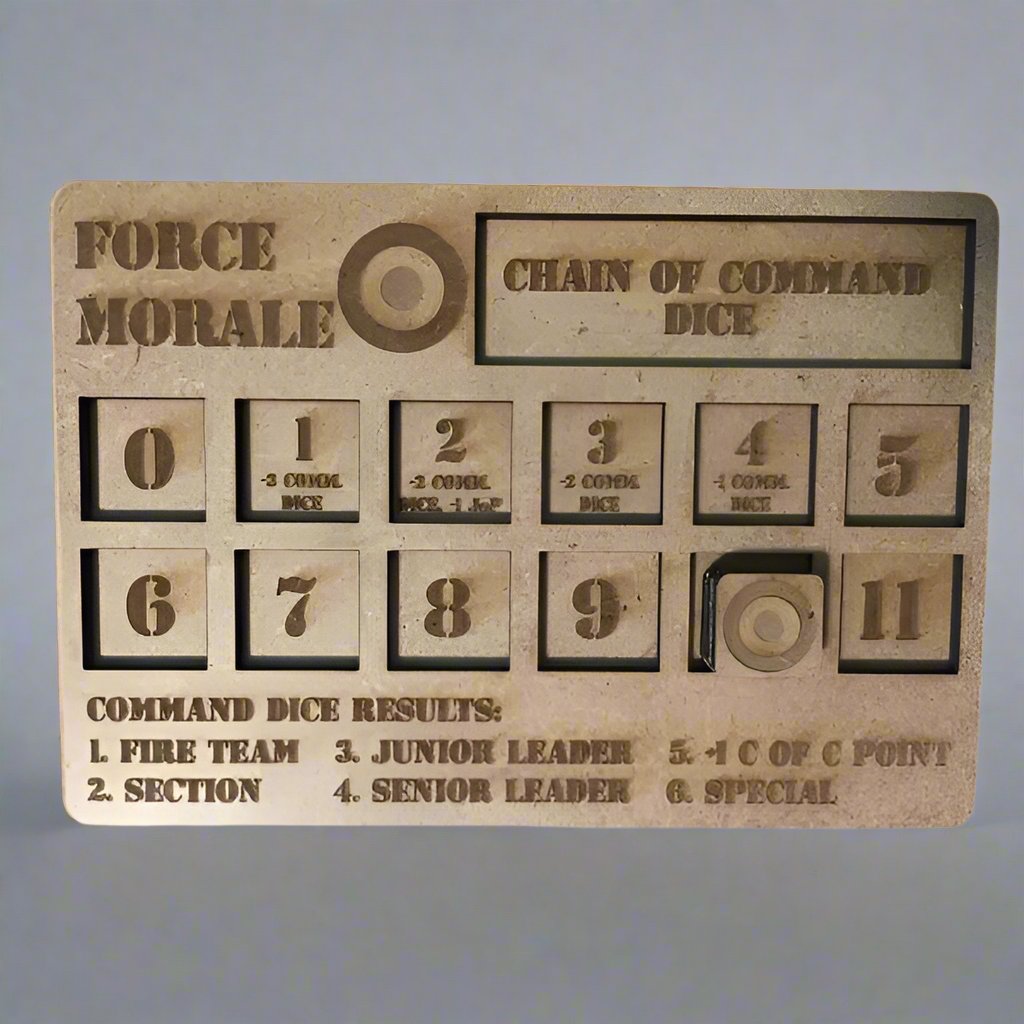 FORCE
MORALE
CHAIN OF COMMAND
DICE
0
1
-3 COMM.
DICE
2
-2 COMM.
DICE, -1
3
-2 COMM.
DICE
4
-1 COMM.
DICE
5
6
7
8
9
11
COMMAND DICE RESULTS:
1. FIRE TEAM
2. SECTION
3. JUNIOR LEADER
4. SENIOR LEADER
5. +1 C OF C POINT
6. SPECIAL